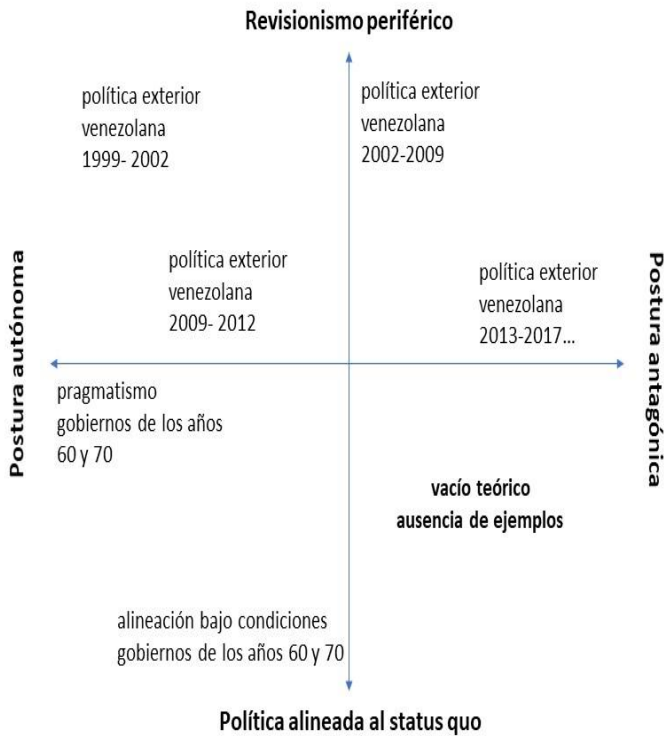 Revisionismo periférico
política exterior
venezolana
1999- 2002
política exterior
venezolana
2002-2009
política exterior
venezolana
2009- 2012
política exterior
venezolana
2013-2017...
Postura autónoma
Postura antagónica
pragmatismo
gobiernos de los años
60 y 70
vacío teórico
ausencia de ejemplos
alineación bajo condiciones
gobiernos de los años 60 y 70
Política alineada al status quo